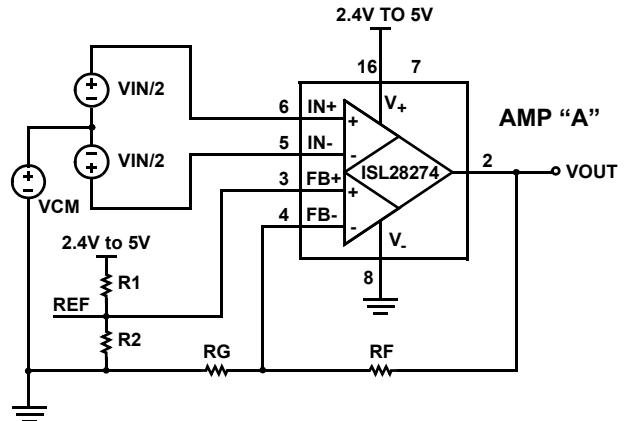 2.4V TO 5V
16 7
VIN/2
V+
AMP “A”
6 IN+
+
5 IN-
-
2
VIN/2
ISL28274
VOUT
3 FB+
+
VCM
4 FB-
-
2.4V to 5V
V-
R1
8
REF
R2
RG
RF